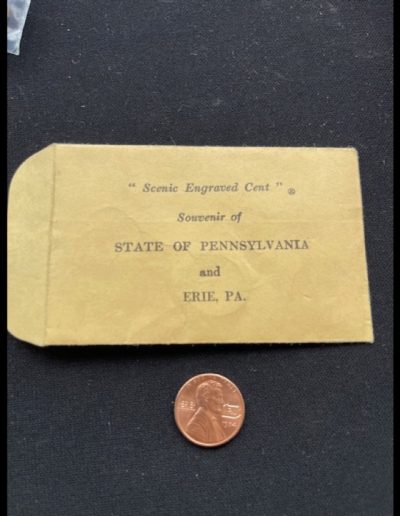 " Scenic Engraved Cent " ®
Souvenir of
STATE OF PENNSYLVANIA
and
ERIE, PA.